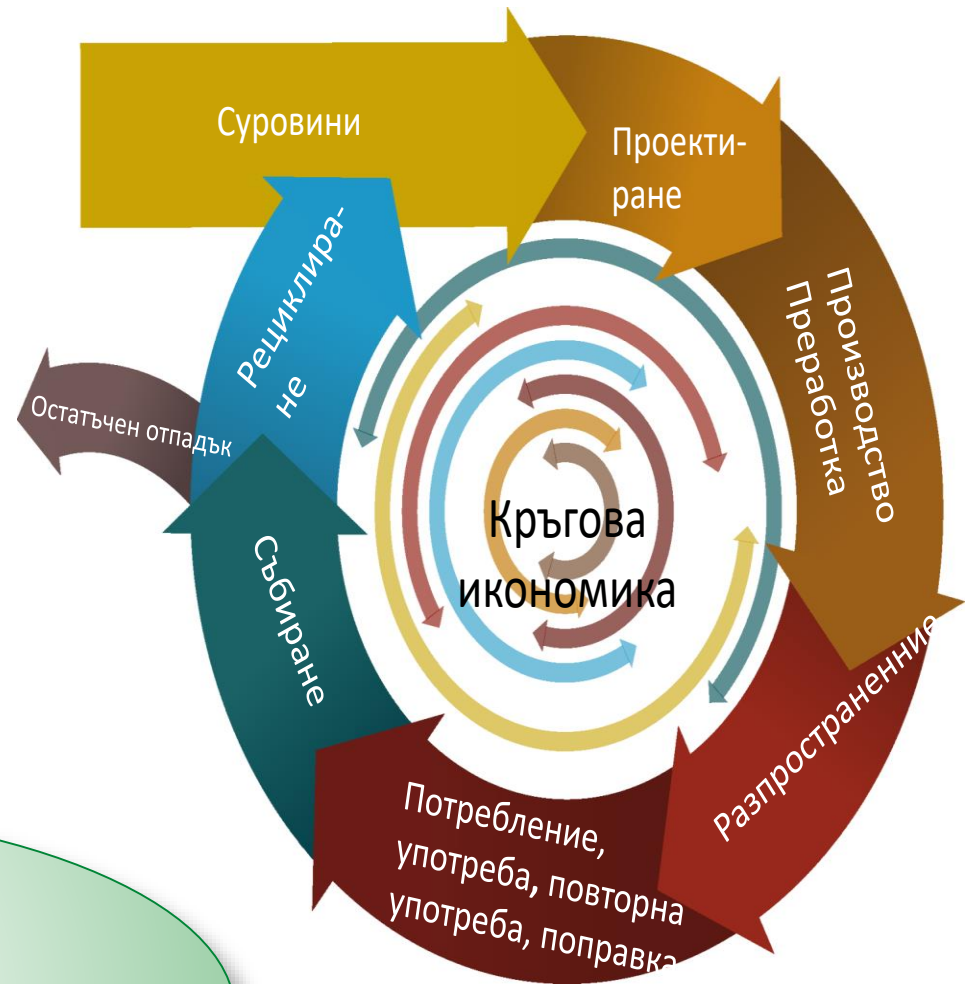 Суровини
Проекти-
ране
Производство
Преработка
Разпространенние
Потребление,
употреба, повторна
употреба, поправка
Събиране
Рециклира-
не
Остатъчен отпадък
Кръгова
икономика